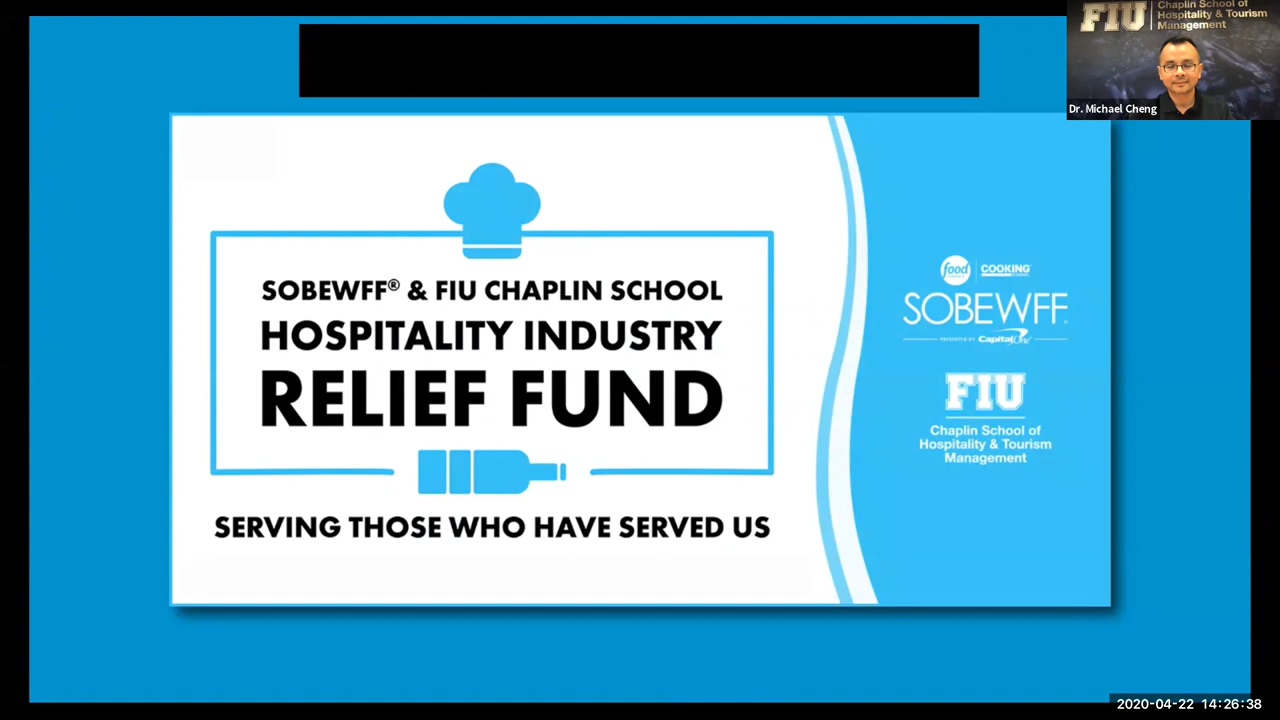 FIU
Chaplin School of
Hospitality & Tourism
Management
Dr. Michael Cheng
SOBEWFF® & FIU CHAPLIN SCHOOL
HOSPITALITY INDUSTRY
RELIEF FUND
SERVING THOSE WHO HAVE SERVED US
food
COOKING
SOBEWFF®
PRESENTED BY Capital One
FIU
Chaplin School of
Hospitality & Tourism
Management
2020-04-22 14:26:38